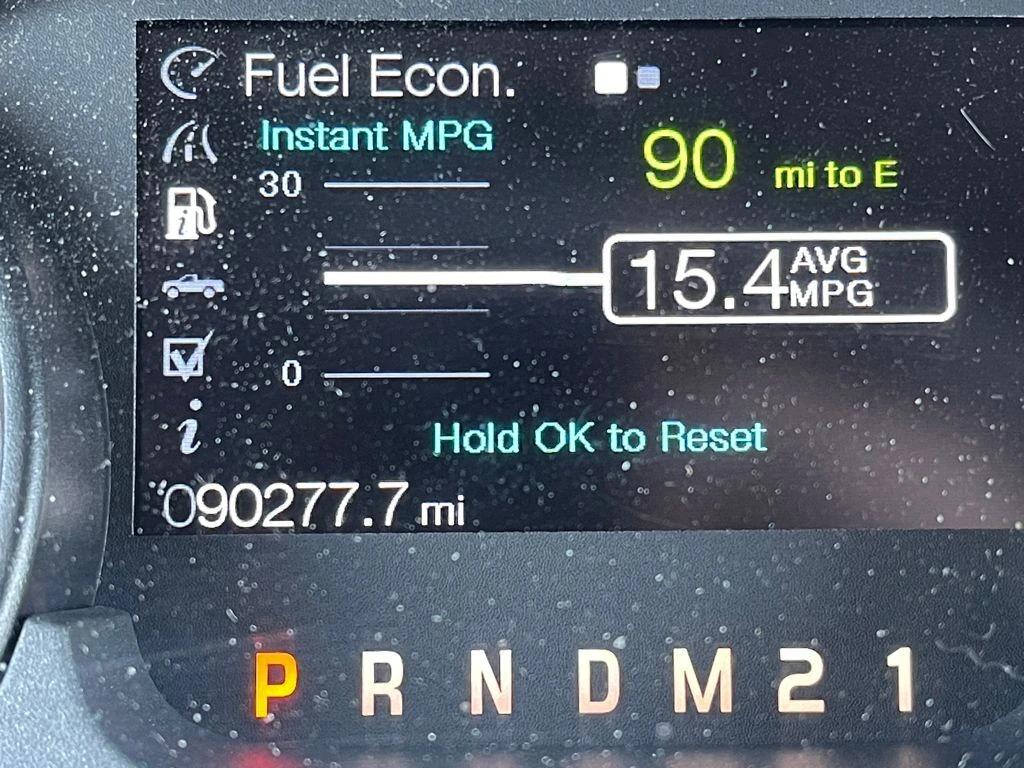 Fuel Econ.
Instant MPG
30
90 mi to E
15.4 AVG MPG
0
Hold OK to Reset
090277.7 mi
P R N D M 2 1